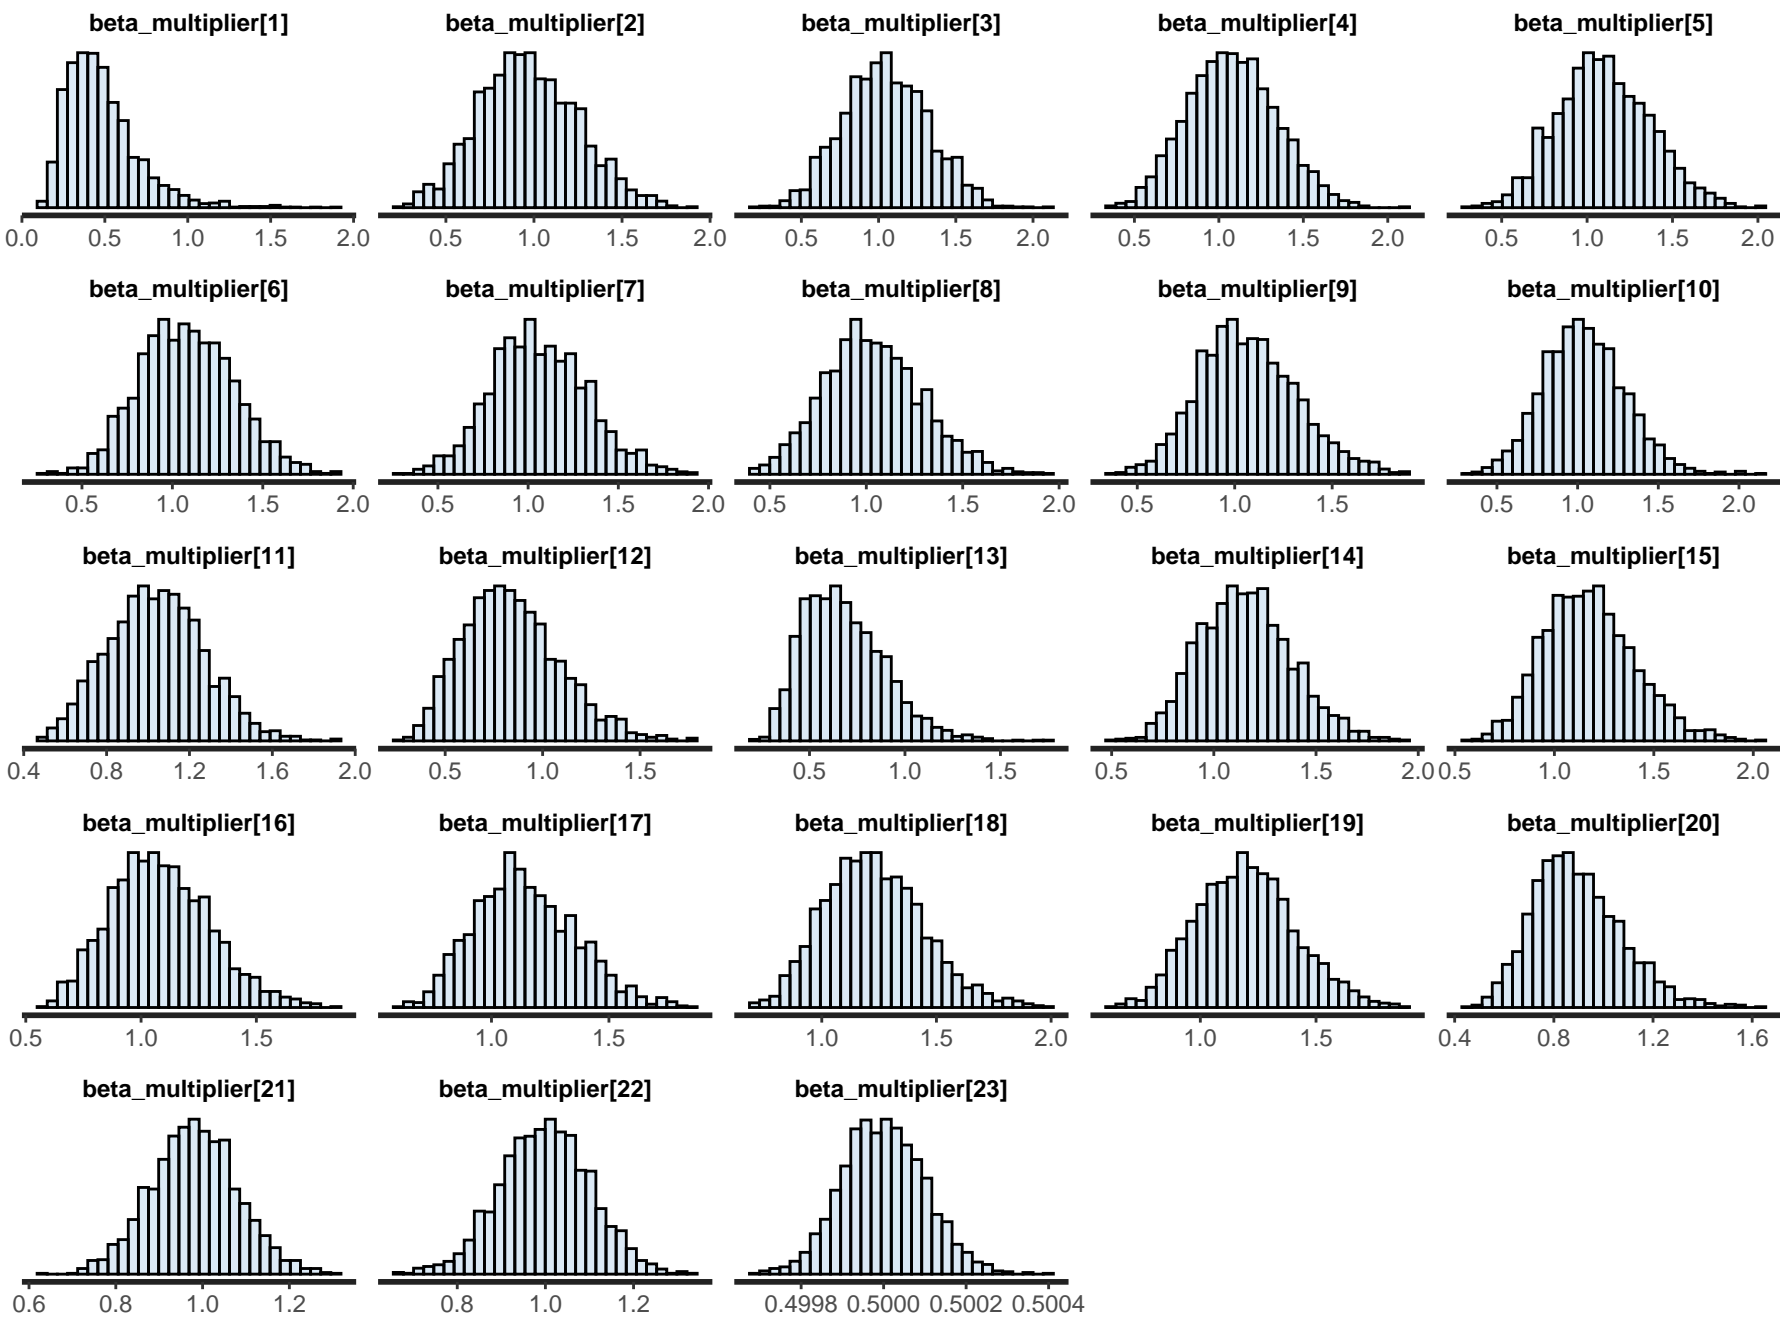 beta_multiplier[1] beta_multiplier[2] beta_multiplier[3] beta_multiplier[4] beta_multiplier[5]
0.0 0.5 1.0 1.5 2.0 0.5 1.0 1.5 2.0 0.5 1.0 1.5 2.0 0.5 1.0 1.5 2.0 0.5 1.0 1.5 2.0
beta_multiplier[6] beta_multiplier[7] beta_multiplier[8] beta_multiplier[9] beta_multiplier[10]
0.5 1.0 1.5 2.0 0.5 1.0 1.5 2.0 0.5 1.0 1.5 2.0 0.5 1.0 1.5 0.5 1.0 1.5 2.0
beta_multiplier[11] beta_multiplier[12] beta_multiplier[13] beta_multiplier[14] beta_multiplier[15]
0.4 0.8 1.2 1.6 2.0 0.5 1.0 1.5 0.5 1.0 1.5 0.5 1.0 1.5 2.0 0.5 1.0 1.5 2.0
beta_multiplier[16] beta_multiplier[17] beta_multiplier[18] beta_multiplier[19] beta_multiplier[20]
0.5 1.0 1.5 1.0 1.5 1.0 1.5 2.0 1.0 1.5 0.4 0.8 1.2 1.6
beta_multiplier[21] beta_multiplier[22] beta_multiplier[23]
0.6 0.8 1.0 1.2 0.8 1.0 1.2 0.4998 0.5000 0.5002 0.5004